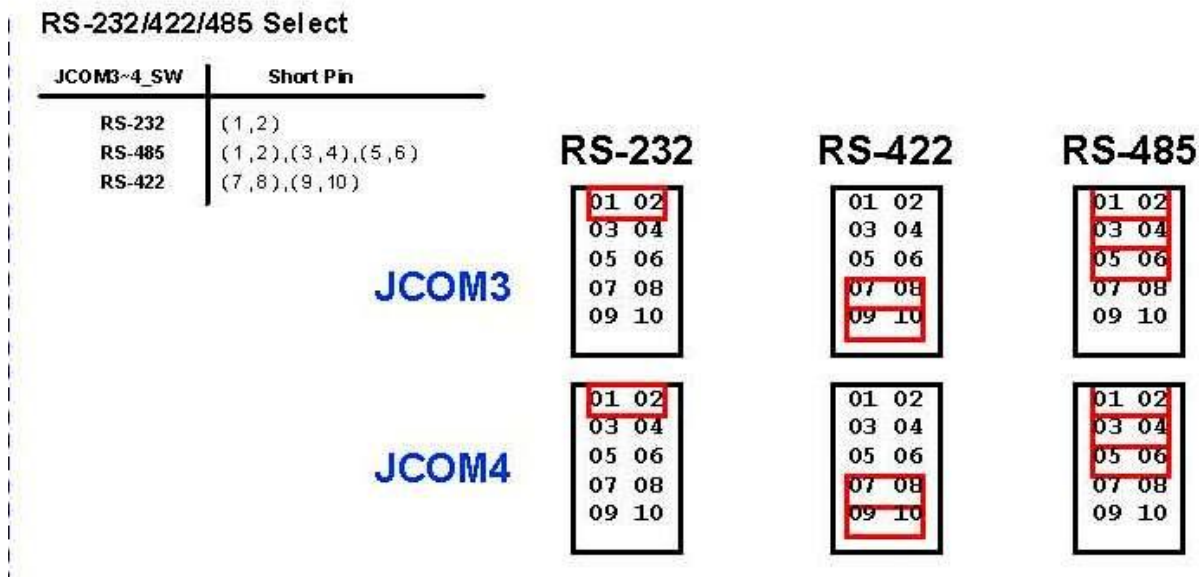 RS-232/422/485 Select
JCOM3~4_SW Short Pin
RS-232 (1,2)
RS-485 (1,2),(3,4),(5,6)
RS-422 (7,8),(9,10)
RS-232 RS-422 RS-485
JCOM3
01 02 01 02 01 02
03 04 03 04 03 04
05 06 05 06 05 06
07 08 07 08 07 08
09 10 09 10 09 10
JCOM4
01 02 01 02 01 02
03 04 03 04 03 04
05 06 05 06 05 06
07 08 07 08 07 08
09 10 09 10 09 10